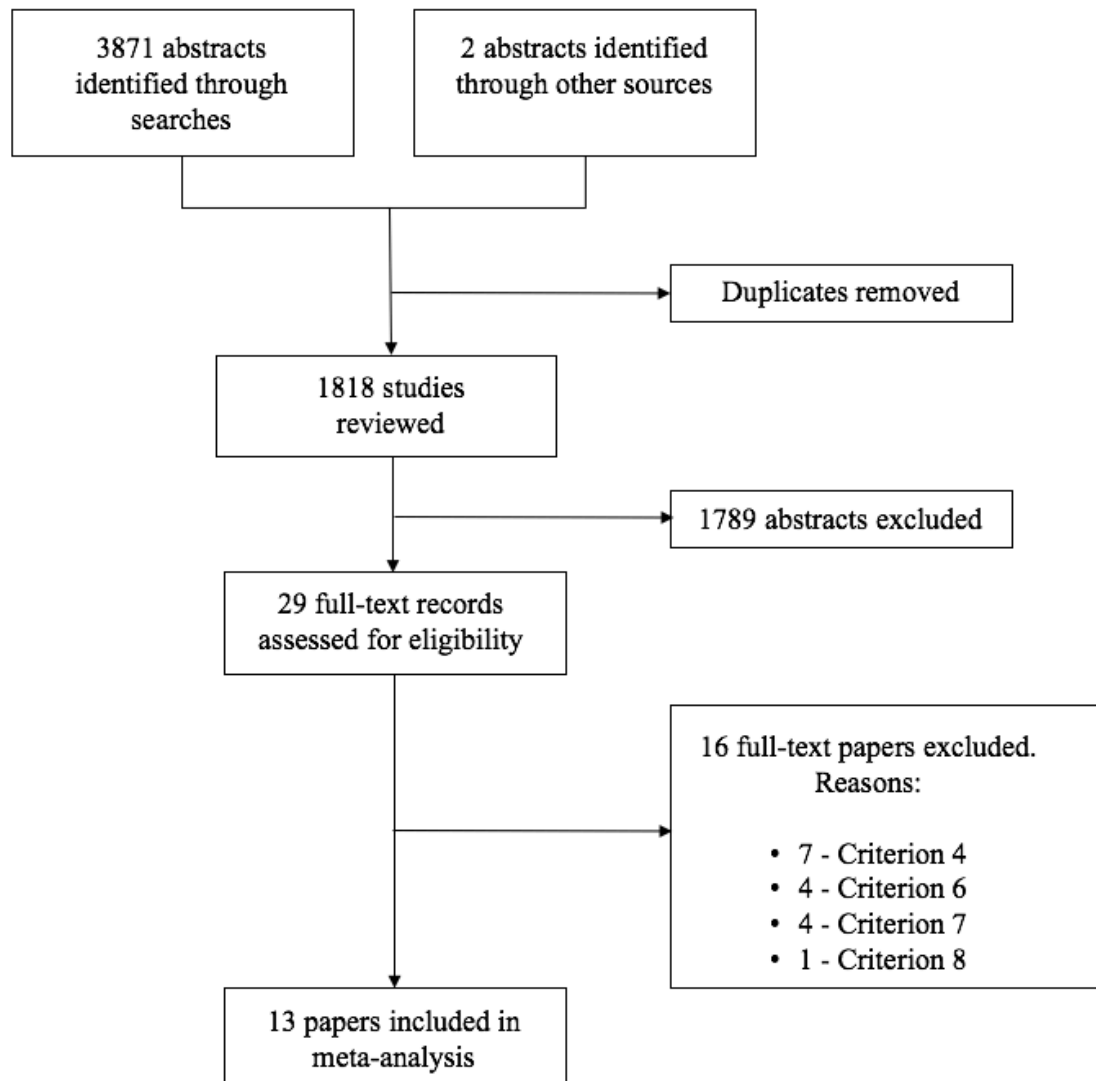 3871 abstracts
identified through
searches
2 abstracts identified
through other sources
Duplicates removed
1818 studies
reviewed
1789 abstracts excluded
29 full-text records
assessed for eligibility
16 full-text papers excluded.
Reasons:
• 7 - Criterion 4
• 4 - Criterion 6
• 4 - Criterion 7
• 1 - Criterion 8
13 papers included in
meta-analysis